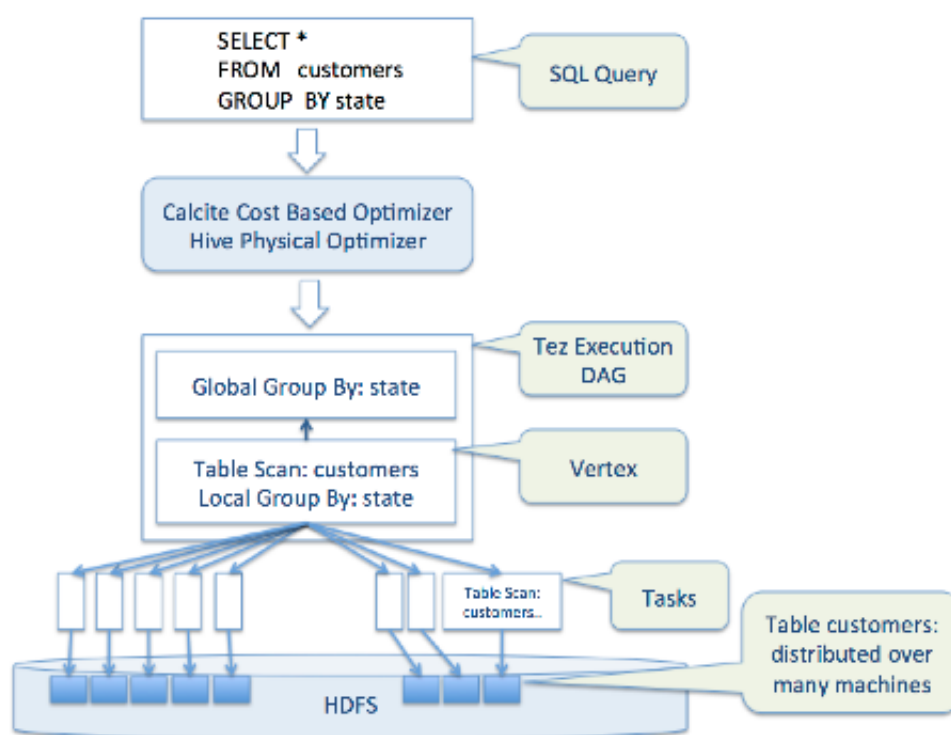 SELECT *
FROM customers
GROUP BY state
SQL Query
Calcite Cost Based Optimizer
Hive Physical Optimizer
Tez Execution
DAG
Global Group By: state
Table Scan: customers
Local Group By: state
Vertex
Table Scan:
customers..
Tasks
Table customers:
distributed over
many machines
HDFS